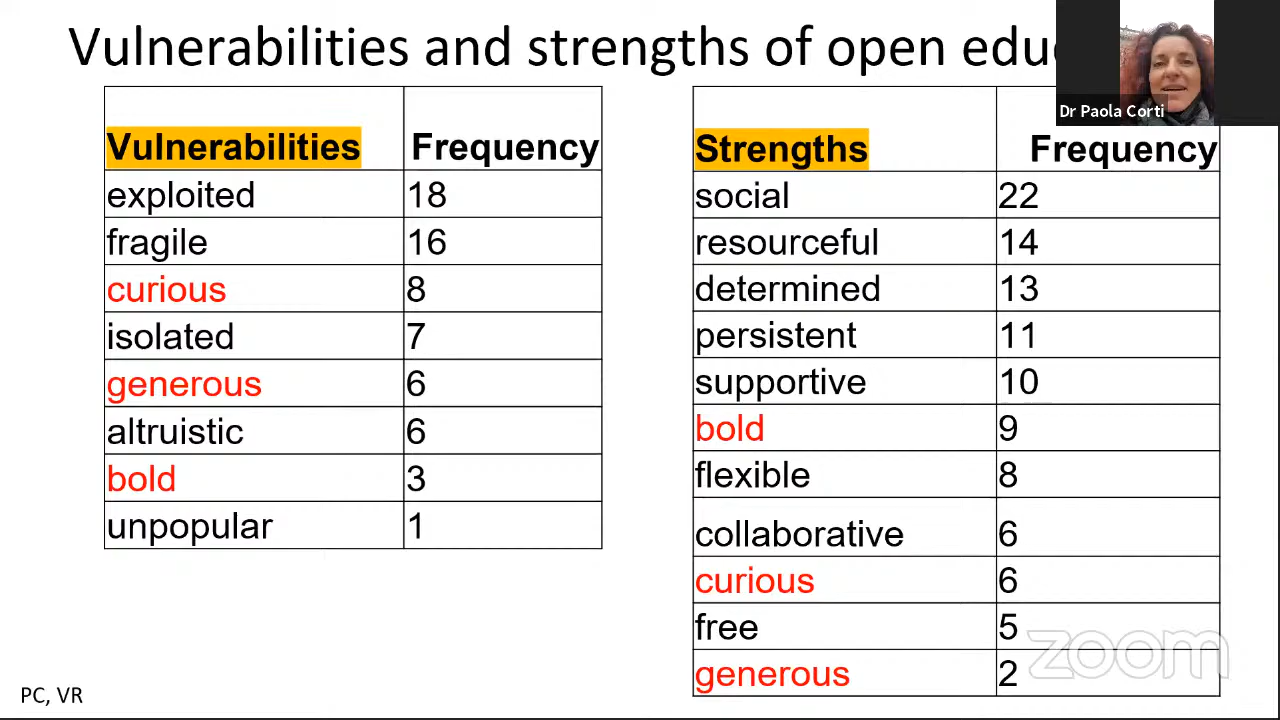 Vulnerabilities and strengths of open edu
Dr Paola Corti
Vulnerabilities Frequency
exploited 18
fragile 16
curious 8
isolated 7
generous 6
altruistic 6
bold 3
unpopular 1
Strengths Frequency
social 22
resourceful 14
determined 13
persistent 11
supportive 10
bold 9
flexible 8
collaborative 6
curious 6
free 5
generous 2
zoom
PC, VR